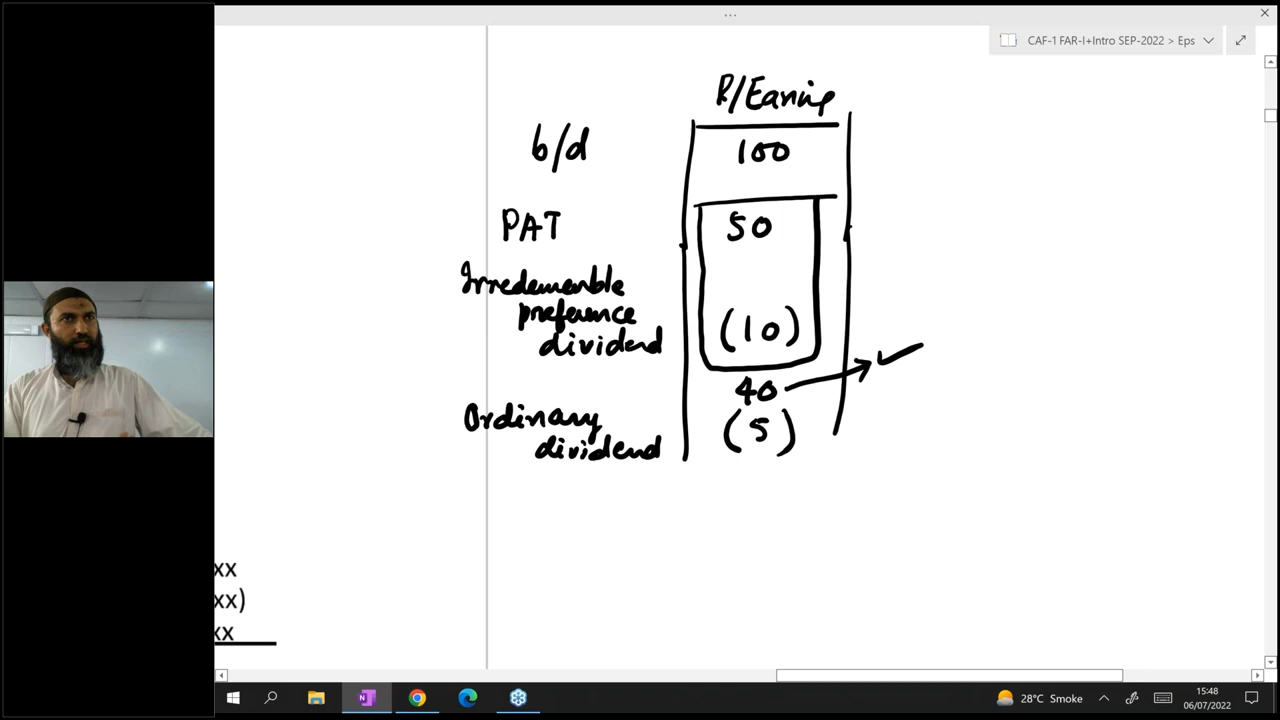 CAF-1 FAR-I+Intro SEP-2022 > Eps
R/Earning
b/d 100
PAT 50
Irredeemable
preference
dividend (10)
40
Ordinary
dividend (5)
xx
xx)
xx
28°C Smoke
15:48
06/07/2022